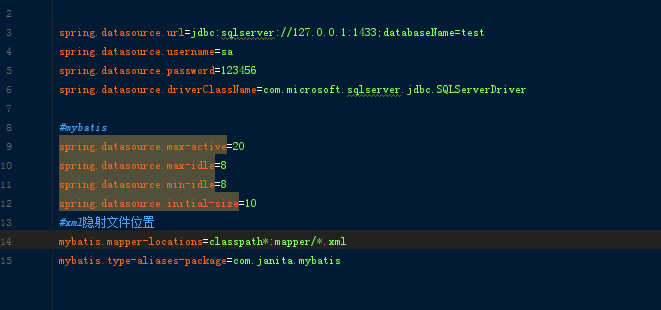 2
3 spring.datasource.url=jdbc:sqlserver://127.0.0.1:1433;databaseName=test
4 spring.datasource.username=sa
5 spring.datasource.password=123456
6 spring.datasource.driverClassName=com.microsoft.sqlserver.jdbc.SQLServerDriver
7
8 #mybatis
9 spring.datasource.max-active=20
10 spring.datasource.max-idle=8
11 spring.datasource.min-idle=8
12 spring.datasource.initial-size=10
13 #xml隐射文件位置
14 mybatis.mapper-locations=classpath*:mapper/*.xml
15 mybatis.type-aliases-package=com.janita.mybatis